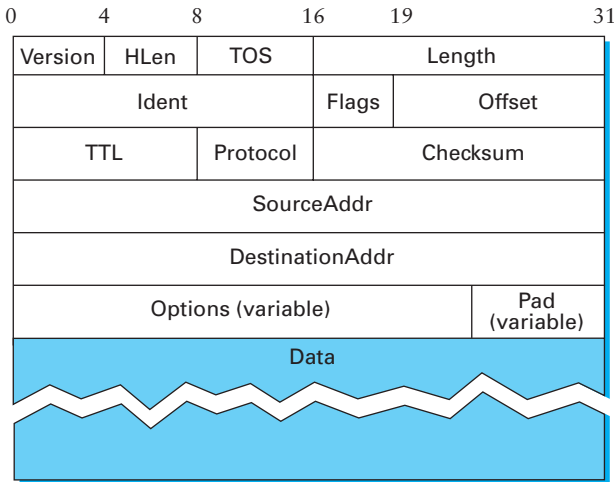 0 4 8 16 19 31
Version HLen TOS Length
Ident Flags Offset
TTL Protocol Checksum
SourceAddr
DestinationAddr
Options (variable) Pad
(variable)
Data